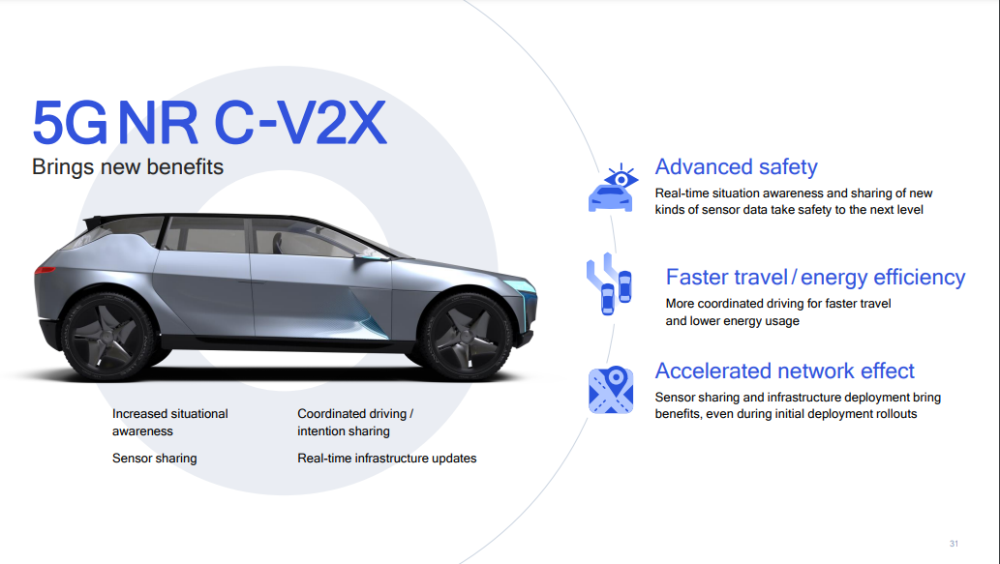 5G NR C-V2X
Brings new benefits
Increased situational
awareness
Sensor sharing
Coordinated driving /
intention sharing
Real-time infrastructure updates
Advanced safety
Real-time situation awareness and sharing of new
kinds of sensor data take safety to the next level
Faster travel / energy efficiency
More coordinated driving for faster travel
and lower energy usage
Accelerated network effect
Sensor sharing and infrastructure deployment bring
benefits, even during initial deployment rollouts
31